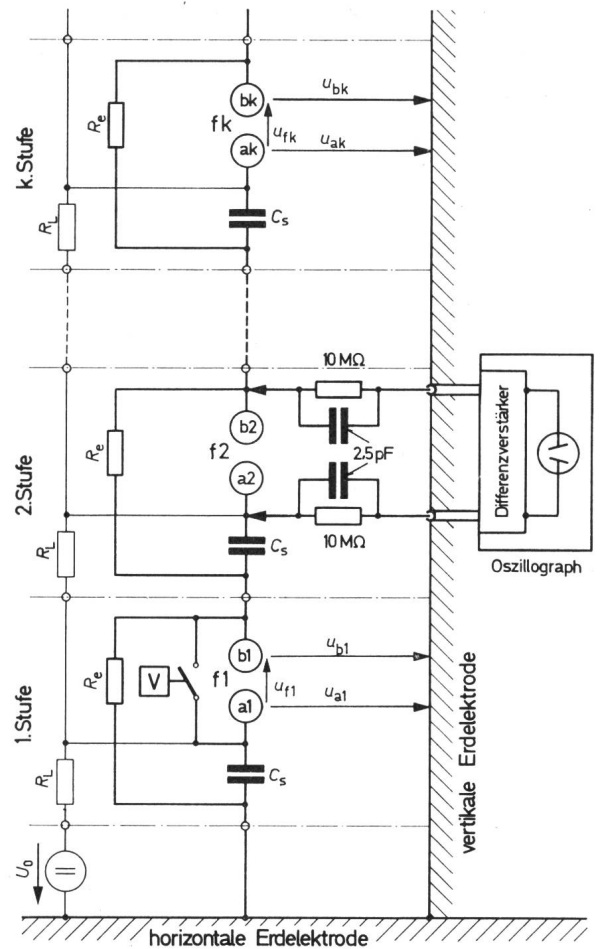 k. Stufe
R_e
bk
fk
ak
u_bk
u_fk
u_ak
R_L
C_s
10 MΩ
2. Stufe
R_e
b2
f2
a2
2,5 pF
R_L
C_s
10 MΩ
Differenzverstärker
Oszillograph
1. Stufe
R_e
V
b1
f1
a1
u_b1
u_f1
u_a1
R_L
C_s
U_0
vertikale Erdelektrode
horizontale Erdelektrode